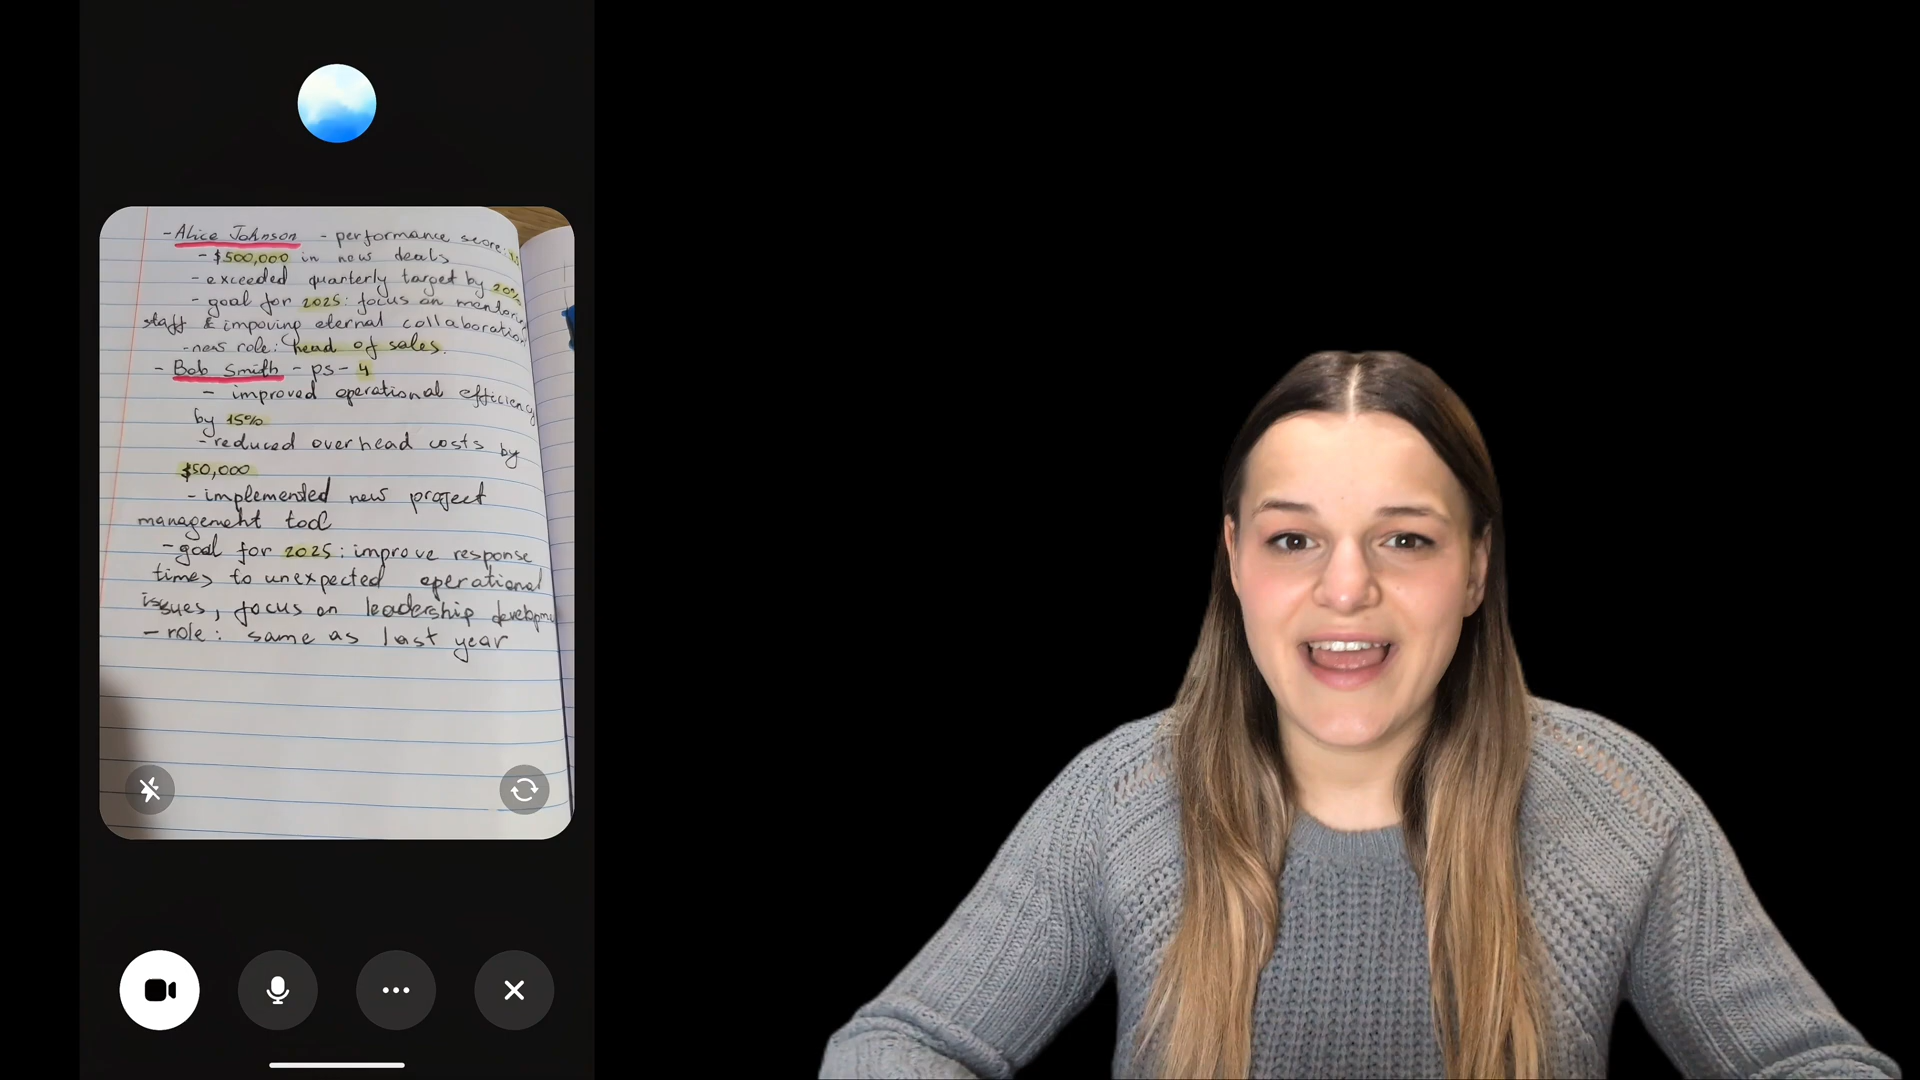 - Alice Johnson - performance score:
- $500,000 in new deals
- exceeded quarterly target by 20%
- goal for 2025: focus on mentoring
staff & impoving eternal collaboration
- new role: head of sales.
- Bob Smith - ps - 4
- improved operational efficiency
by 15%
- reduced overhead costs by
$50,000
- implemented new project
management tool
- goal for 2025: improve response
times to unexpected operational
issues, focus on leadership developme
- role: same as last year